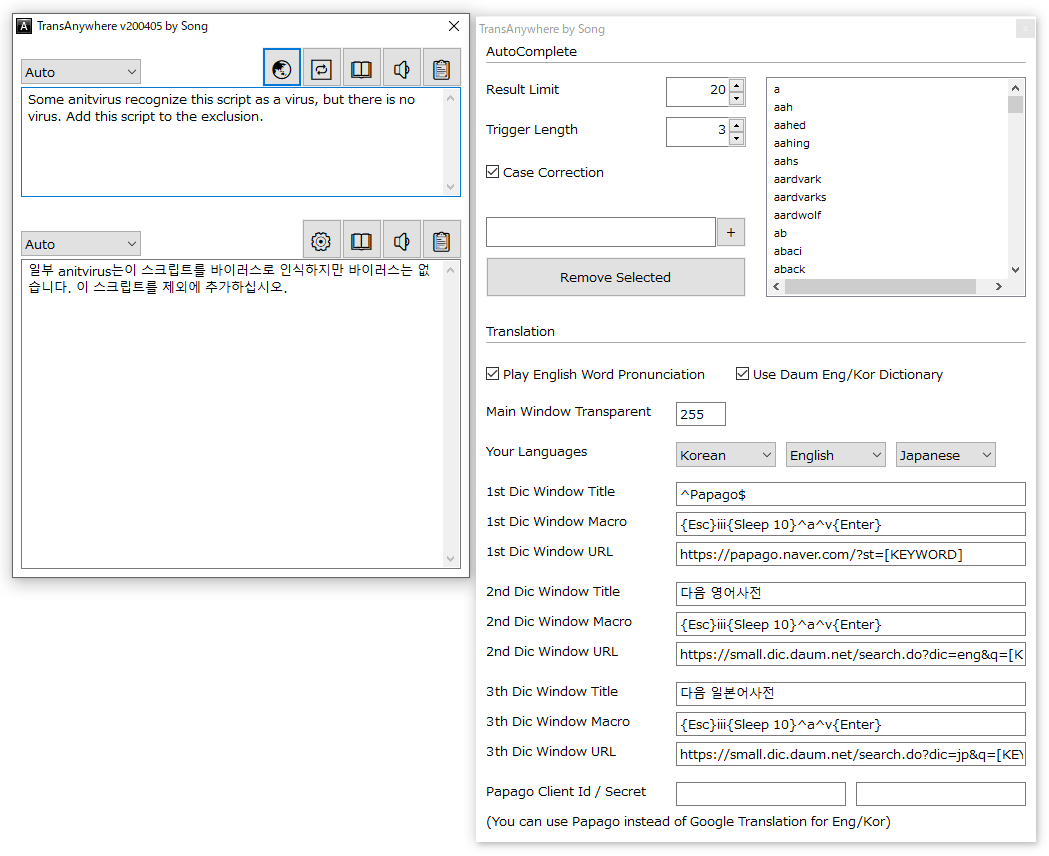 TransAnywhere v200405 by Song
Auto
Some anitvirus recognize this script as a virus, but there is no
virus. Add this script to the exclusion.
Auto
일부 anitvirus는이 스크립트를 바이러스로 인식하지만 바이러스는 없
습니다. 이 스크립트를 제외에 추가하십시오.
TransAnywhere by Song
AutoComplete
Result Limit 20
Trigger Length 3
Case Correction
+
Remove Selected
a
aah
aahed
aahing
aahs
aardvark
aardvarks
aardwolf
ab
abaci
aback
Translation
Play English Word Pronunciation Use Daum Eng/Kor Dictionary
Main Window Transparent 255
Your Languages Korean English Japanese
1st Dic Window Title ^Papago$
1st Dic Window Macro {Esc}iii{Sleep 10}^a^v{Enter}
1st Dic Window URL https://papago.naver.com/?st=[KEYWORD]
2nd Dic Window Title 다음 영어사전
2nd Dic Window Macro {Esc}iii{Sleep 10}^a^v{Enter}
2nd Dic Window URL https://small.dic.daum.net/search.do?dic=eng&q=[K
3th Dic Window Title 다음 일본어사전
3th Dic Window Macro {Esc}iii{Sleep 10}^a^v{Enter}
3th Dic Window URL https://small.dic.daum.net/search.do?dic=jp&q=[KEY
Papago Client Id / Secret
(You can use Papago instead of Google Translation for Eng/Kor)